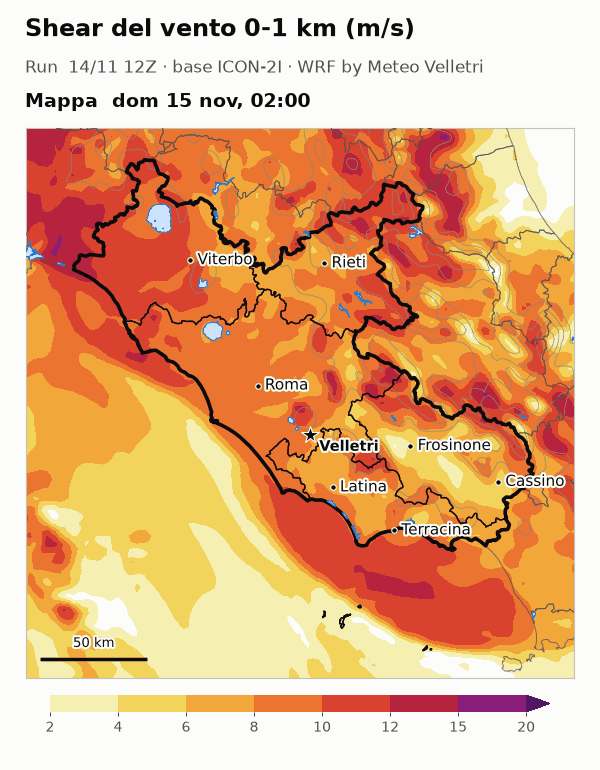 Shear del vento 0-1 km (m/s)
Run  14/11 12Z · base ICON-2I · WRF by Meteo Velletri
Mappa  dom 15 nov, 02:00
Viterbo
Rieti
Roma
Velletri
Frosinone
Latina
Cassino
Terracina
50 km
2 4 6 8 10 12 15 20